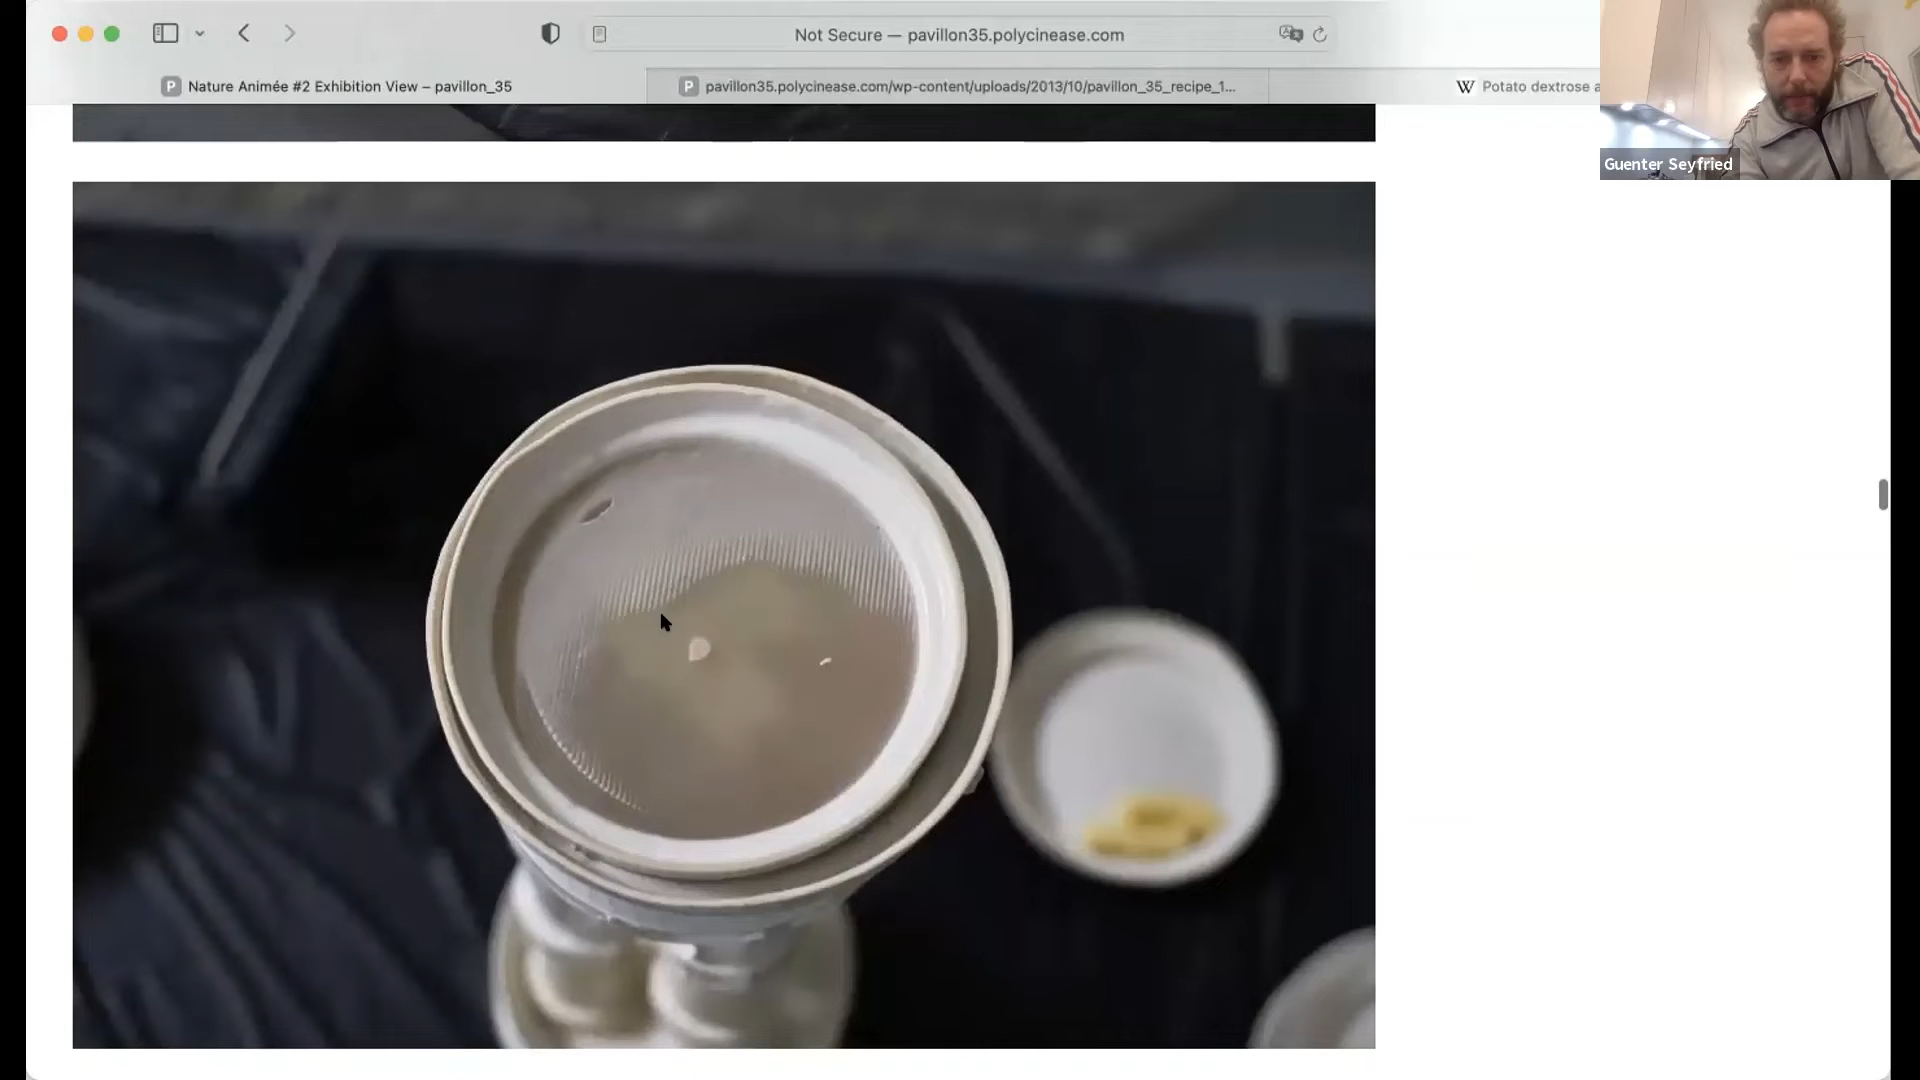 Not Secure — pavillon35.polycinease.com
Nature Animée #2 Exhibition View – pavillon_35
pavillon35.polycinease.com/wp-content/uploads/2013/10/pavillon_35_recipe_1...
Potato dextrose a
Guenter Seyfried